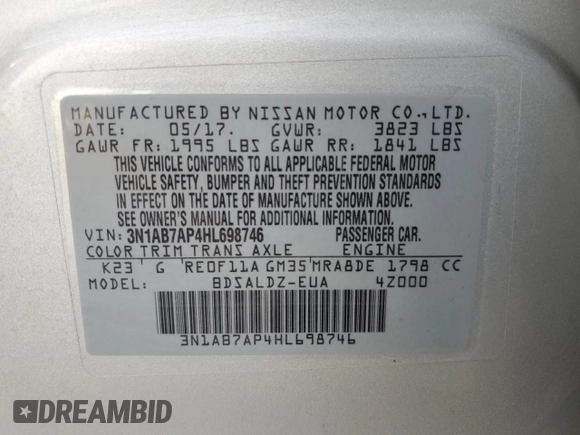 MANUFACTURED BY NISSAN MOTOR CO.,LTD.
DATE: 05/17. GVWR: 3823 LBS
GAWR FR: 1995 LBS GAWR RR: 1841 LBS
THIS VEHICLE CONFORMS TO ALL APPLICABLE FEDERAL MOTOR
VEHICLE SAFETY, BUMPER AND THEFT PREVENTION STANDARDS
IN EFFECT ON THE DATE OF MANUFACTURE SHOWN ABOVE.
SEE OWNER'S MANUAL FOR ADDITIONAL INFORMATION.
VIN: 3N1AB7AP4HL698746 PASSENGER CAR.
COLOR TRIM TRANS AXLE ENGINE
K23 G RE0F11A GM35 MRA8DE 1798 CC
MODEL: BDSALDZ-EUA 4Z000
3N1AB7AP4HL698746
DREAMBID